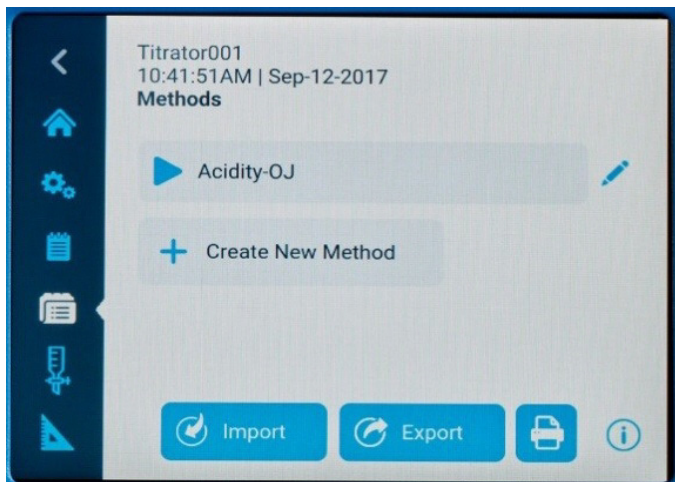 Titrator001
10:41:51AM | Sep-12-2017
Methods
Acidity-OJ
Create New Method
Import
Export